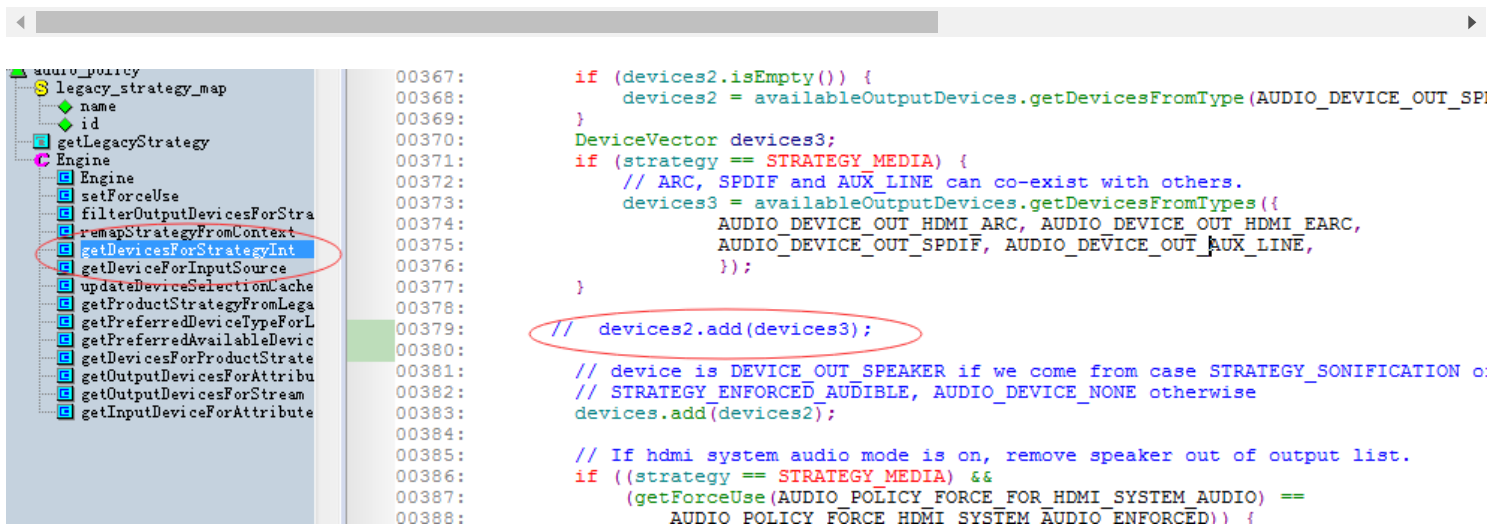 audio_policy
legacy_strategy_map
name
id
getLegacyStrategy
Engine
Engine
setForceUse
filterOutputDevicesForStra
remapStrategyFromContext
getDevicesForStrategyInt
getDeviceForInputSource
updateDeviceSelectionCache
getProductStrategyFromLega
getPreferredDeviceTypeForL
getPreferredAvailableDevic
getDevicesForProductStrate
getOutputDevicesForAttribu
getOutputDevicesForStream
getInputDeviceForAttribute
00367: if (devices2.isEmpty()) {
00368: devices2 = availableOutputDevices.getDevicesFromType(AUDIO_DEVICE_OUT_SP
00369: }
00370: DeviceVector devices3;
00371: if (strategy == STRATEGY_MEDIA) {
00372: // ARC, SPDIF and AUX_LINE can co-exist with others.
00373: devices3 = availableOutputDevices.getDevicesFromTypes({
00374: AUDIO_DEVICE_OUT_HDMI_ARC, AUDIO_DEVICE_OUT_HDMI_EARC,
00375: AUDIO_DEVICE_OUT_SPDIF, AUDIO_DEVICE_OUT_AUX_LINE,
00376: });
00377: }
00378:
00379: // devices2.add(devices3);
00380:
00381: // device is DEVICE_OUT_SPEAKER if we come from case STRATEGY_SONIFICATION o
00382: // STRATEGY_ENFORCED_AUDIBLE, AUDIO_DEVICE_NONE otherwise
00383: devices.add(devices2);
00384:
00385: // If hdmi system audio mode is on, remove speaker out of output list.
00386: if ((strategy == STRATEGY_MEDIA) &&
00387: (getForceUse(AUDIO_POLICY_FORCE_FOR_HDMI_SYSTEM_AUDIO) ==
00388: AUDIO_POLICY_FORCE_HDMI_SYSTEM_AUDIO_ENFORCED)) {